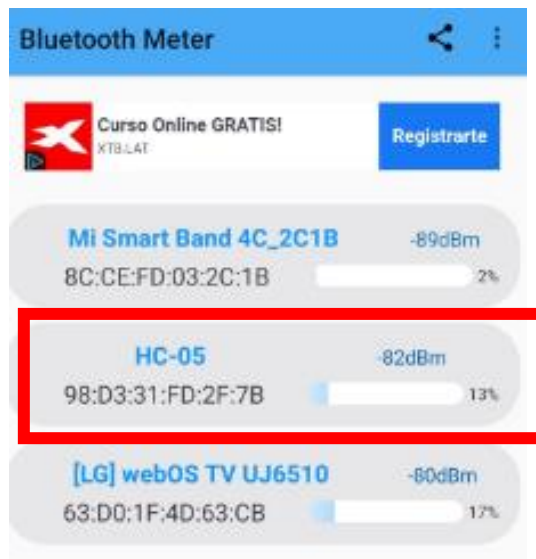 Bluetooth Meter
Curso Online GRATIS!
XTB.LAT
Registrarte
Mi Smart Band 4C_2C1B -89dBm
8C:CE:FD:03:2C:1B 2%
HC-05 -82dBm
98:D3:31:FD:2F:7B 13%
[LG] webOS TV UJ6510 -80dBm
63:D0:1F:4D:63:CB 17%